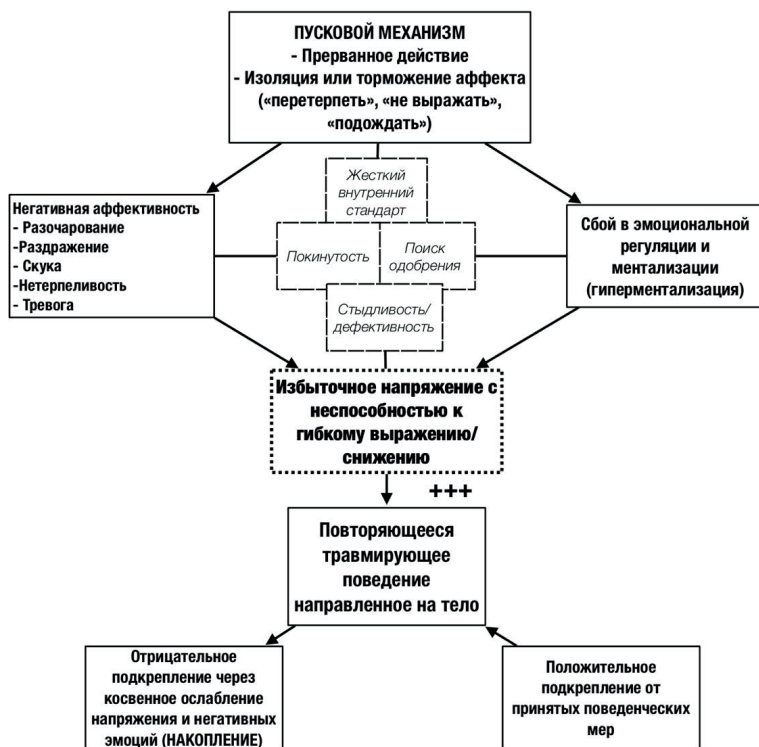 ПУСКОВОЙ МЕХАНИЗМ
- Прерванное действие
- Изоляция или торможение аффекта
(«перетерпеть», «не выражать»,
«подождать»)
Жесткий
внутренний
стандарт
Негативная аффективность
- Разочарование
-Раздражение
- Скука
-Нетерпеливость
- Тревога
Покинутость
Поиск
одобрения
Сбой в эмоциональной
регуляции и
ментализации
(гиперментализация)
Стыдливость/
дефективность
Избыточное напряжение с
неспособностью к
гибкому выражению/
снижению
+++
Повторяющееся
травмирующее
поведение
направленное на тело
Отрицательное
подкрепление через
косвенное ослабление
напряжения и негативных
эмоций (НАКОПЛЕНИЕ)
Положительное
подкрепление от
принятых поведенческих
мер